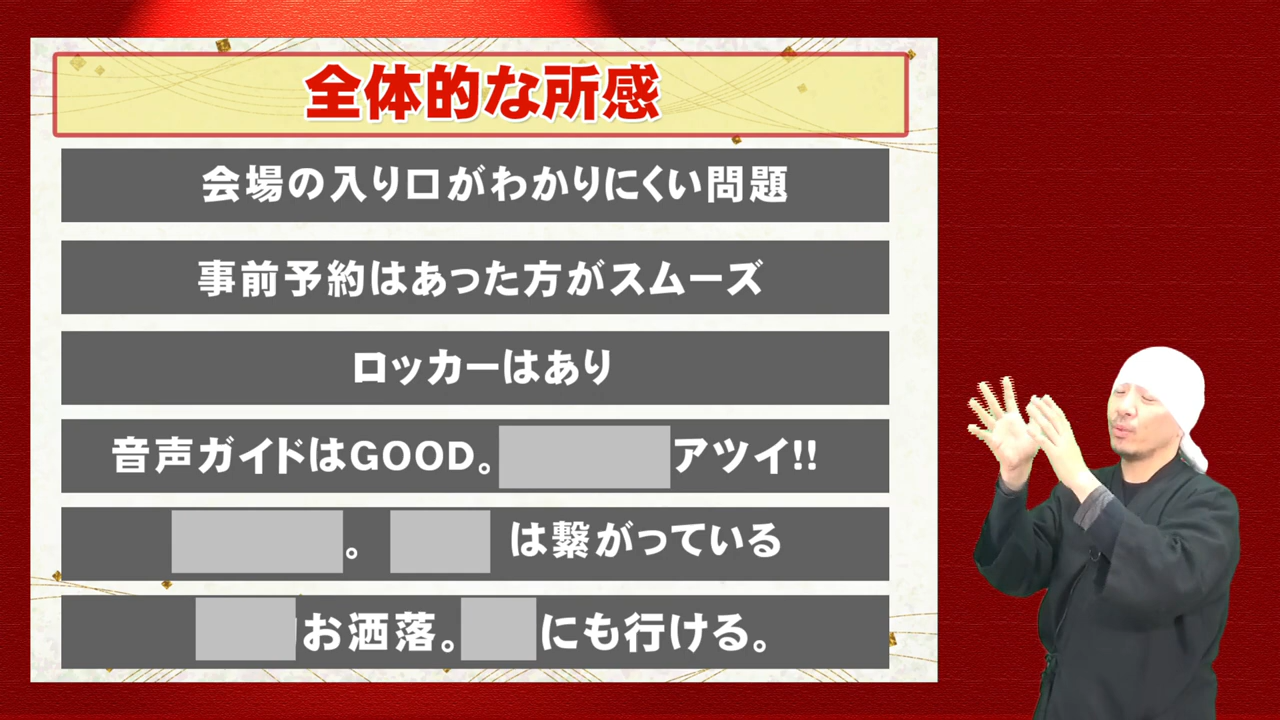 全体的な所感
会場の入り口がわかりにくい問題
事前予約はあった方がスムーズ
ロッカーはあり
音声ガイドはGOOD。 アツイ!!
。 は繋がっている
お洒落。 にも行ける。